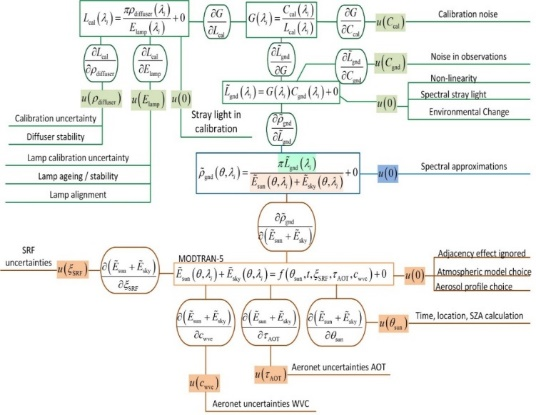 L_cal(λ_i) = πρ_diffuser(λ_i) / E_lamp(λ_i) + 0
∂G / ∂L_cal
G(λ_i) = C_cal(λ_i) / L_cal(λ_i)
∂G / ∂C_cal
u(C_cal)
Calibration noise
∂L_cal / ∂ρ_diffuser
∂L_cal / ∂E_lamp
∂L̃_gnd / ∂G
∂L̃_gnd / ∂C_gnd
u(C_gnd)
Noise in observations
Non-linearity
u(ρ_diffuser)
u(E_lamp)
u(0)
L̃_gnd(λ_i) = G(λ_i)C_gnd(λ_i) + 0
u(0)
Spectral stray light
Environmental Change
Calibration uncertainty
Stray light in
calibration
Diffuser stability
∂ρ̃_gnd / ∂L̃_gnd
Lamp calibration uncertainty
Lamp ageing / stability
Lamp alignment
ρ̃_gnd(θ,λ_i) = πL̃_gnd(λ_i) / Ẽ_sun(θ,λ_i) + Ẽ_sky(θ,λ_i) + 0
u(0)
Spectral approximations
∂ρ̃_gnd / ∂(Ẽ_sun + Ẽ_sky)
SRF
uncertainties
u(ξ_SRF)
∂(Ẽ_sun + Ẽ_sky) / ∂ξ_SRF
MODTRAN-5
Ẽ_sun(θ,λ_i) + Ẽ_sky(θ,λ_i) = f(θ_sun,t,ξ_SRF,τ_AOT,c_wvc) + 0
u(0)
Adjacency effect ignored
Atmospheric model choice
Aerosol profile choice
∂(Ẽ_sun + Ẽ_sky) / ∂c_wvc
∂(Ẽ_sun + Ẽ_sky) / ∂τ_AOT
∂(Ẽ_sun + Ẽ_sky) / ∂θ_sun
u(θ_sun)
Time, location, SZA calculation
u(c_wvc)
u(τ_AOT)
Aeronet uncertainties AOT
Aeronet uncertainties WVC